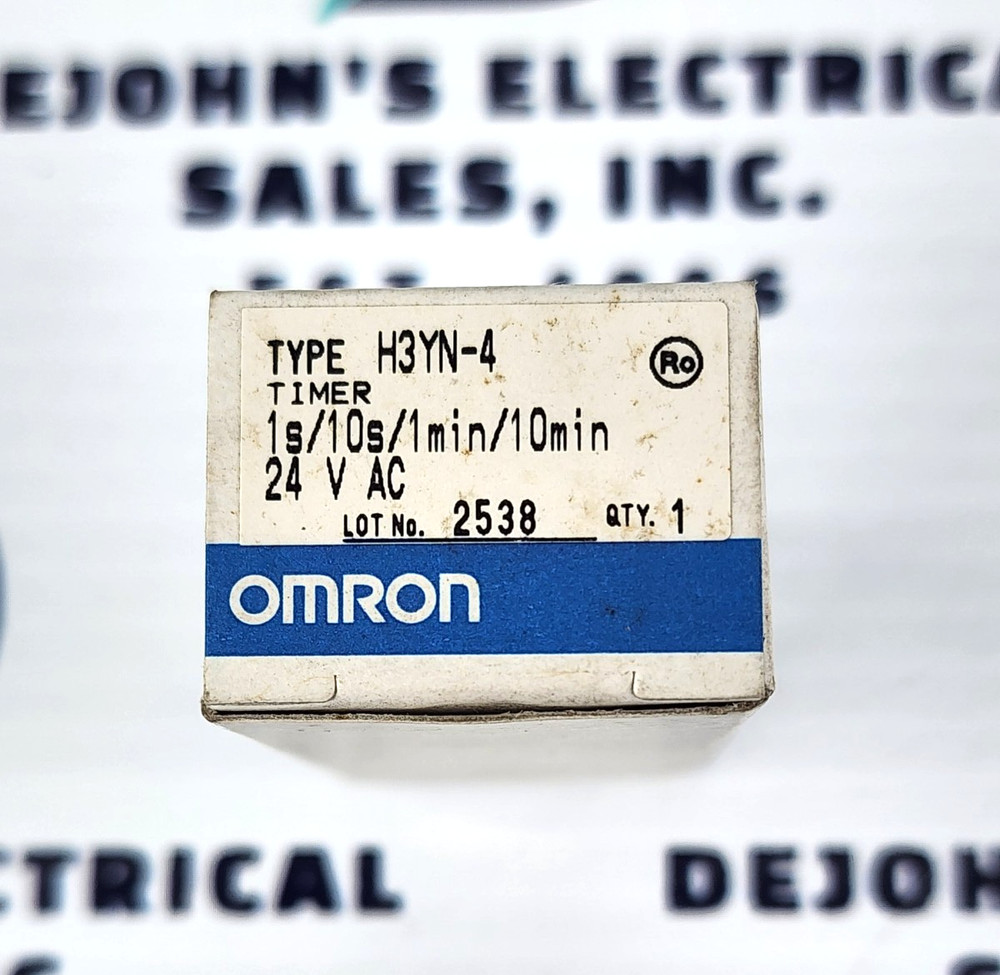 EJOHN'S ELECTRICA
SALES, INC.
TYPE H3YN-4
Ro
TIMER
1s/10s/1min/10min
24 V AC
LOT No. 2538 QTY. 1
OMRON
CTRICAL DEJOH